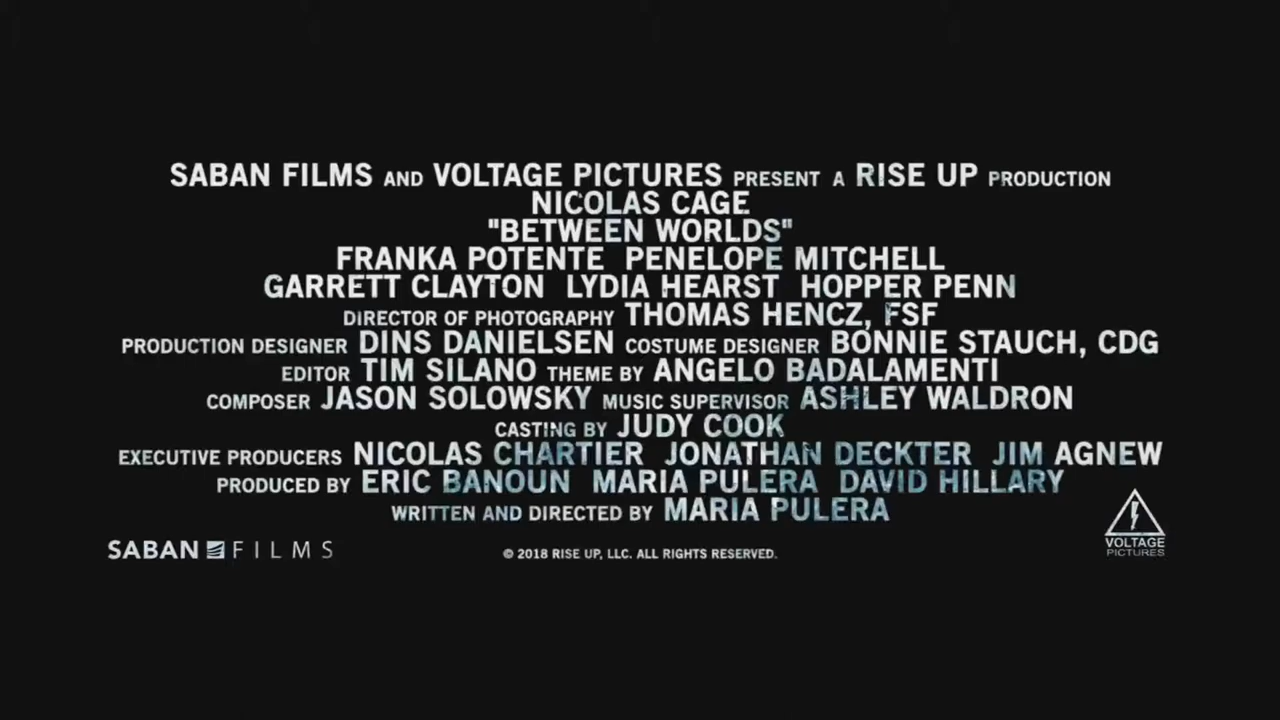 SABAN FILMS AND VOLTAGE PICTURES PRESENT A RISE UP PRODUCTION
NICOLAS CAGE
"BETWEEN WORLDS"
FRANKA POTENTE PENELOPE MITCHELL
GARRETT CLAYTON LYDIA HEARST HOPPER PENN
DIRECTOR OF PHOTOGRAPHY THOMAS HENCZ, FSF
PRODUCTION DESIGNER DINS DANIELSEN COSTUME DESIGNER BONNIE STAUCH, CDG
EDITOR TIM SILANO THEME BY ANGELO BADALAMENTI
COMPOSER JASON SOLOWSKY MUSIC SUPERVISOR ASHLEY WALDRON
CASTING BY JUDY COOK
EXECUTIVE PRODUCERS NICOLAS CHARTIER JONATHAN DECKTER JIM AGNEW
PRODUCED BY ERIC BANOUN MARIA PULERA DAVID HILLARY
WRITTEN AND DIRECTED BY MARIA PULERA
SABAN FILMS
© 2018 RISE UP, LLC. ALL RIGHTS RESERVED.
VOLTAGE
PICTURES